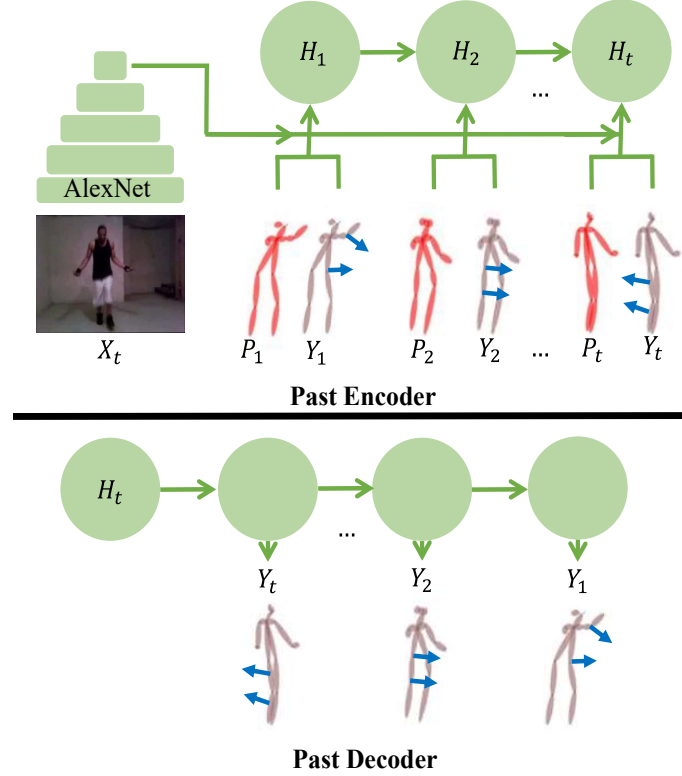 H₁ H₂ Hₜ
...
AlexNet
Xₜ P₁ Y₁ P₂ Y₂ ... Pₜ Yₜ
Past Encoder
Hₜ
...
Yₜ Y₂ Y₁
Past Decoder